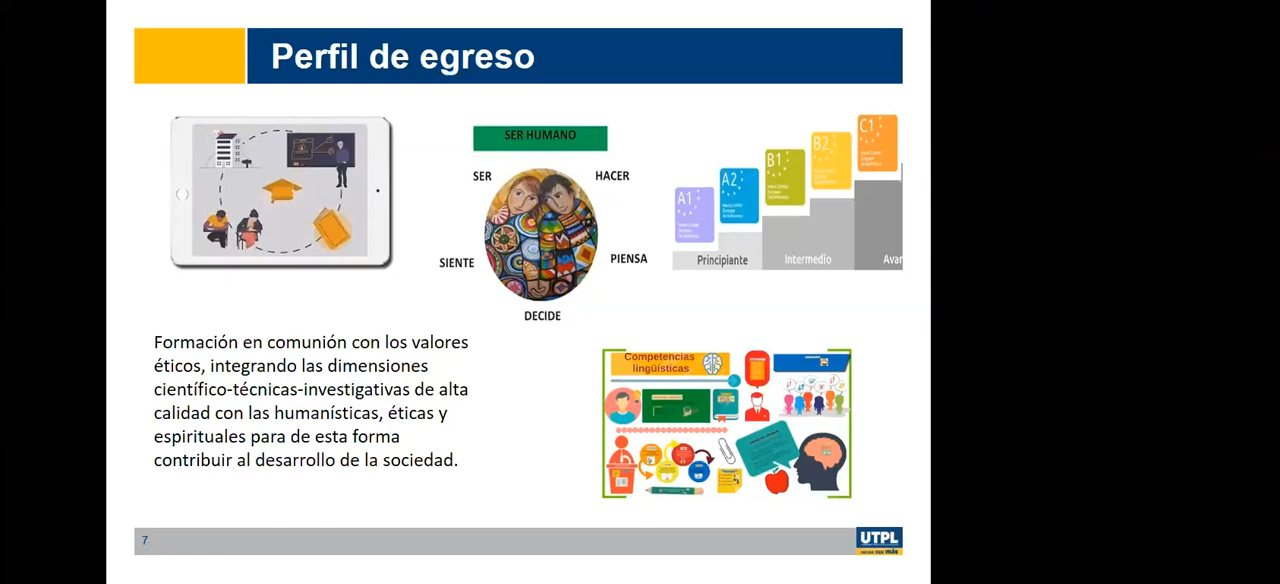 Perfil de egreso
SER HUMANO
SER
HACER
SIENTE
PIENSA
DECIDE
A1
A2
B1
B2
C1
Principiante
Intermedio
Avan
Formación en comunión con los valores
éticos, integrando las dimensiones
científico-técnicas-investigativas de alta
calidad con las humanísticas, éticas y
espirituales para de esta forma
contribuir al desarrollo de la sociedad.
Competencias
lingüísticas
7
UTPL